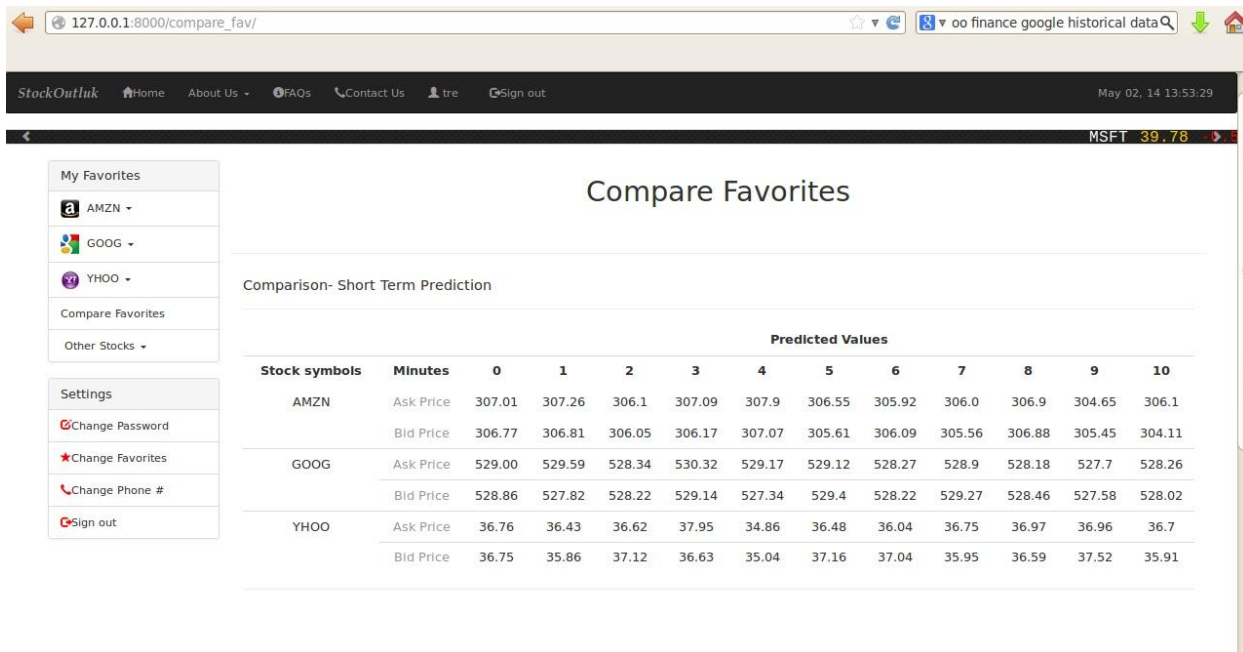 127.0.0.1:8000/compare_fav/
oo finance google historical data
StockOutluk Home About Us FAQs Contact Us tre Sign out May 02, 14 13:53:29
MSFT 39.78
My Favorites
AMZN
GOOG
YHOO
Compare Favorites
Other Stocks
Settings
Change Password
Change Favorites
Change Phone #
Sign out
Compare Favorites
Comparison- Short Term Prediction
Predicted Values
Stock symbols Minutes 0 1 2 3 4 5 6 7 8 9 10
AMZN Ask Price 307.01 307.26 306.1 307.09 307.9 306.55 305.92 306.0 306.9 304.65 306.1
Bid Price 306.77 306.81 306.05 306.17 307.07 305.61 306.09 305.56 306.88 305.45 304.11
GOOG Ask Price 529.00 529.59 528.34 530.32 529.17 529.12 528.27 528.9 528.18 527.7 528.26
Bid Price 528.86 527.82 528.22 529.14 527.34 529.4 528.22 529.27 528.46 527.58 528.02
YHOO Ask Price 36.76 36.43 36.62 37.95 34.86 36.48 36.04 36.75 36.97 36.96 36.7
Bid Price 36.75 35.86 37.12 36.63 35.04 37.16 37.04 35.95 36.59 37.52 35.91